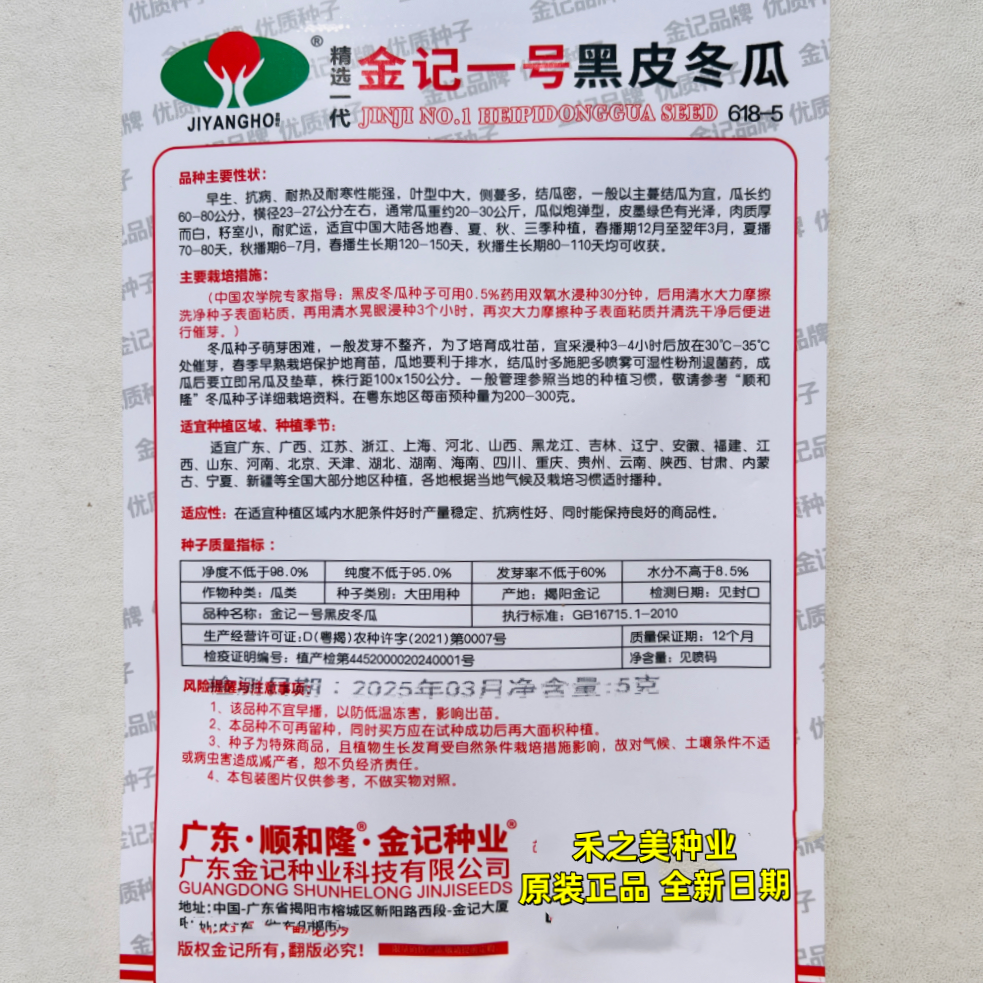 JIYANGHO
®
精选一代
金记一号黑皮冬瓜
JINJI NO.1 HEIPIDONGGUA SEED 618-5
品种主要性状：
早生、抗病、耐热及耐寒性能强，叶型中大，侧蔓多，结瓜密，一般以主蔓结瓜为宜，瓜长约
60-80公分，横径23-27公分左右，通常瓜重约20-30公斤，瓜似炮弹型，皮墨绿色有光泽，肉质厚
而白，籽室小，耐贮运，适宜中国大陆各地春、夏、秋、三季种植，春播期12月至翌年3月，夏播
70-80天，秋播期6-7月，春播生长期120-150天，秋播生长期80-110天均可收获。
主要栽培措施：
（中国农学院专家指导：黑皮冬瓜种子可用0.5%药用双氧水浸种30分钟，后用清水大力摩擦
洗净种子表面粘质，再用清水晃眼浸种3个小时，再次大力摩擦种子表面粘质并清洗干净后便进
行催芽。）
冬瓜种子萌芽困难，一般发芽不整齐，为了培育成壮苗，宜采浸种3-4小时后放在30℃-35℃
处催芽，春季早熟栽培保护地育苗，瓜地要利于排水，结瓜时多施肥多喷雾可湿性粉剂退菌药，成
瓜后要立即吊瓜及垫草，株行距100x150公分。一般管理参照当地的种植习惯，敬请参考“顺和
隆”冬瓜种子详细栽培资料。在粤东地区每亩预种量为200-300克。
适宜种植区域、种植季节：
适宜广东、广西、江苏、浙江、上海、河北、山西、黑龙江、吉林、辽宁、安徽、福建、江
西、山东、河南、北京、天津、湖北、湖南、海南、四川、重庆、贵州、云南、陕西、甘肃、内蒙
古、宁夏、新疆等全国大部分地区种植，各地根据当地气候及栽培习惯适时播种。
适应性：在适宜种植区域内水肥条件好时产量稳定、抗病性好、同时能保持良好的商品性。
种子质量指标：
净度不低于98.0% 纯度不低于95.0% 发芽率不低于60% 水分不高于8.5%
作物种类：瓜类 种子类别：大田用种 产地：揭阳金记 检测日期：见封口
品种名称：金记一号黑皮冬瓜 执行标准：GB16715.1-2010
生产经营许可证：D（粤揭）农种许字（2021）第0007号 质量保证期：12个月
检疫证明编号：植产检第4452000020240001号 净含量：见喷码
风险提醒与注意事项：
检测日期：2025年03月净含量：5克
1、该品种不宜早播，以防低温冻害，影响出苗。
2、本品种不可再留种，同时买方应在试种成功后再大面积种植。
3、种子为特殊商品，且植物生长发育受自然条件栽培措施影响，故对气候、土壤条件不适
或病虫害造成减产者，恕不负经济责任。
4、本包装图片仅供参考，不做实物对照。
广东·顺和隆®·金记种业®
广东金记种业科技有限公司
GUANGDONG SHUNHELONG JINJISEEDS
地址：中国-广东省揭阳市榕城区新阳路西段-金记大厦
版权金记所有，翻版必究！
禾之美种业
原装正品 全新日期